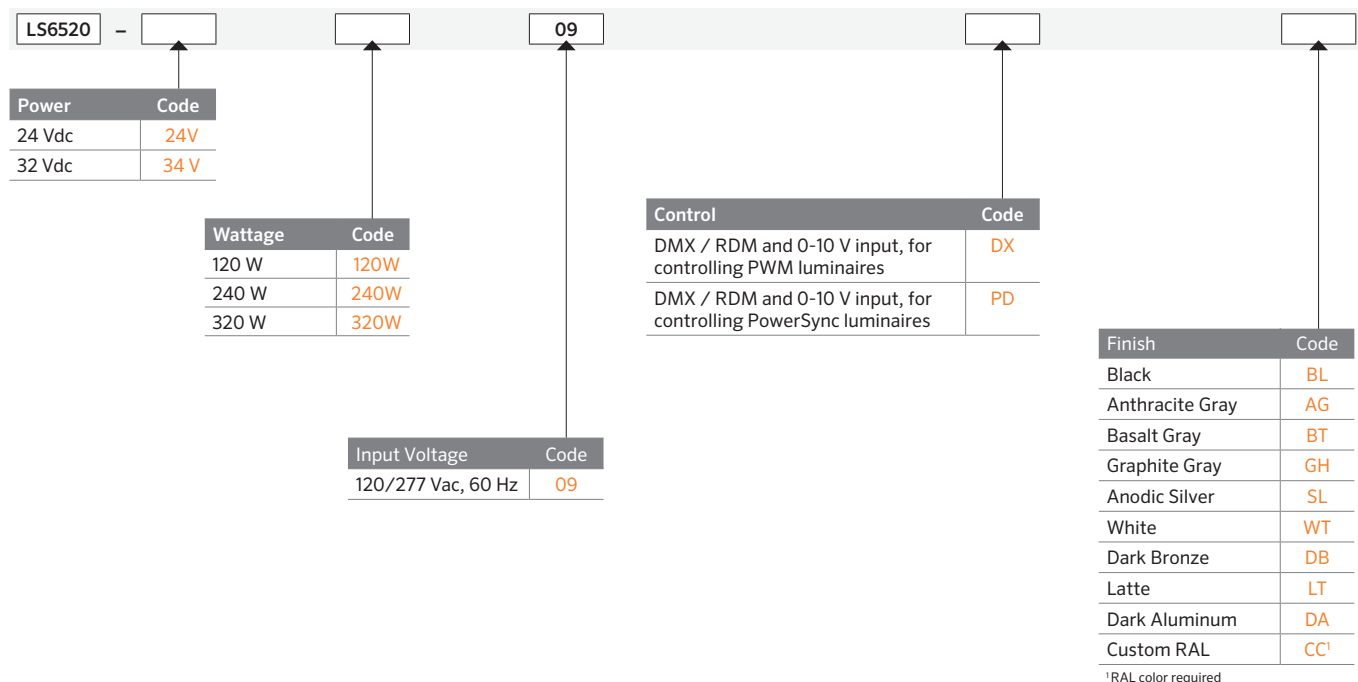 LS6520 – 09
Power Code
24 Vdc 24V
32 Vdc 34 V
Wattage Code
120 W 120W
240 W 240W
320 W 320W
Input Voltage Code
120/277 Vac, 60 Hz 09
Control Code
DMX / RDM and 0-10 V input, for DX
controlling PWM luminaires
DMX / RDM and 0-10 V input, for PD
controlling PowerSync luminaires
Finish Code
Black BL
Anthracite Gray AG
Basalt Gray BT
Graphite Gray GH
Anodic Silver SL
White WT
Dark Bronze DB
Latte LT
Dark Aluminum DA
Custom RAL CC¹
¹RAL color required